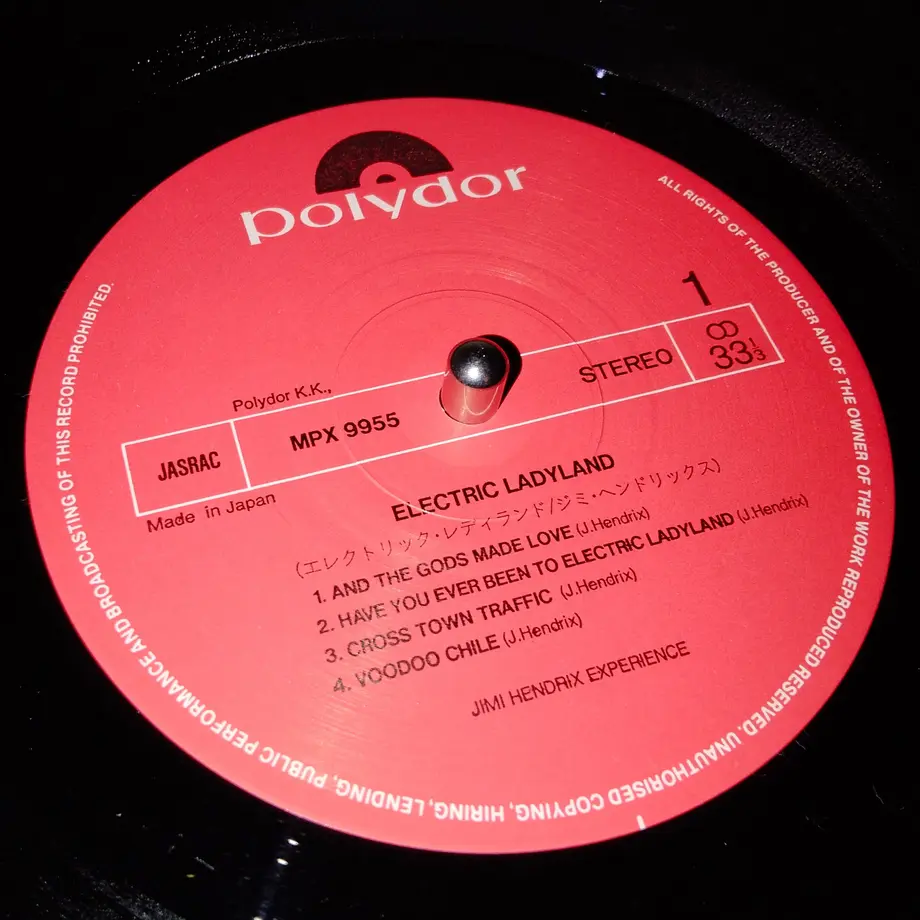 polydor
1
STEREO
∞
33 1/3
Polydor K.K.,
JASRAC
MPX 9955
Made in Japan
ELECTRIC LADYLAND
(エレクトリック・レディランド/ジミ・ヘンドリックス)
1. AND THE GODS MADE LOVE (J.Hendrix)
2. HAVE YOU EVER BEEN TO ELECTRIC LADYLAND (J.Hendrix)
3. CROSS TOWN TRAFFIC (J.Hendrix)
4. VOODOO CHILE (J.Hendrix)
JIMI HENDRIX EXPERIENCE
ALL RIGHTS OF THE PRODUCER AND OF THE OWNER OF THE WORK REPRODUCED RESERVED. UNAUTHORISED COPYING, HIRING, LENDING, PUBLIC PERFORMANCE AND BROADCASTING OF THIS RECORD PROHIBITED.